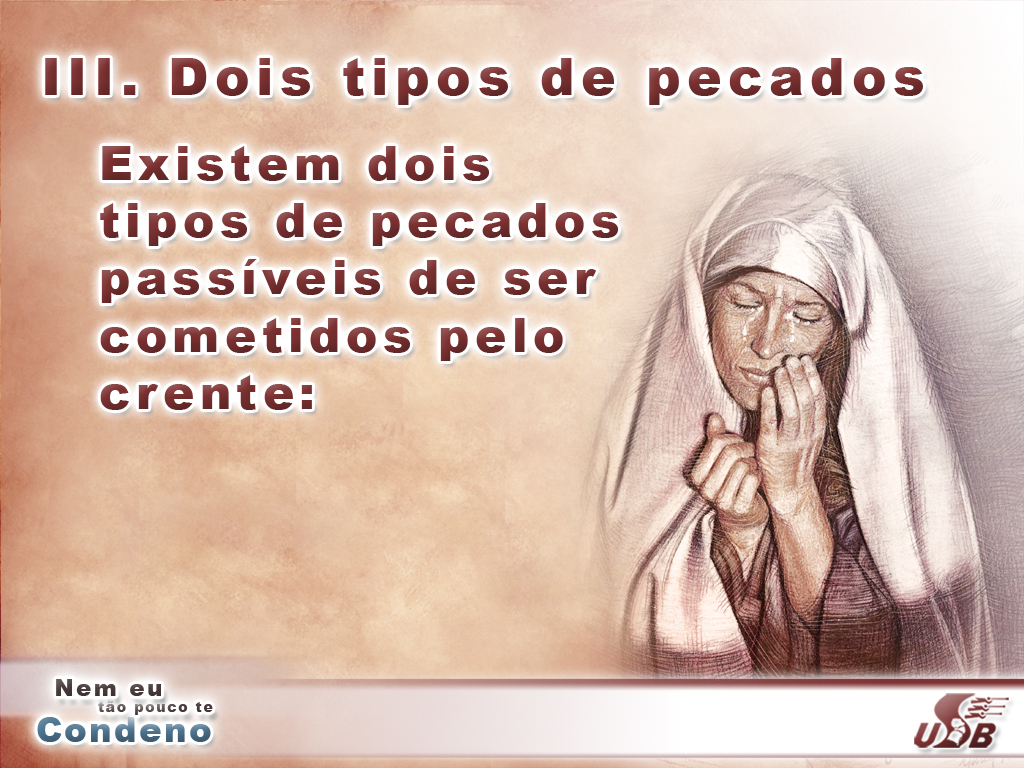 III. Dois tipos de pecados
Existem dois
tipos de pecados
passíveis de ser
cometidos pelo
crente:
Nem eu
tão pouco te
Condeno